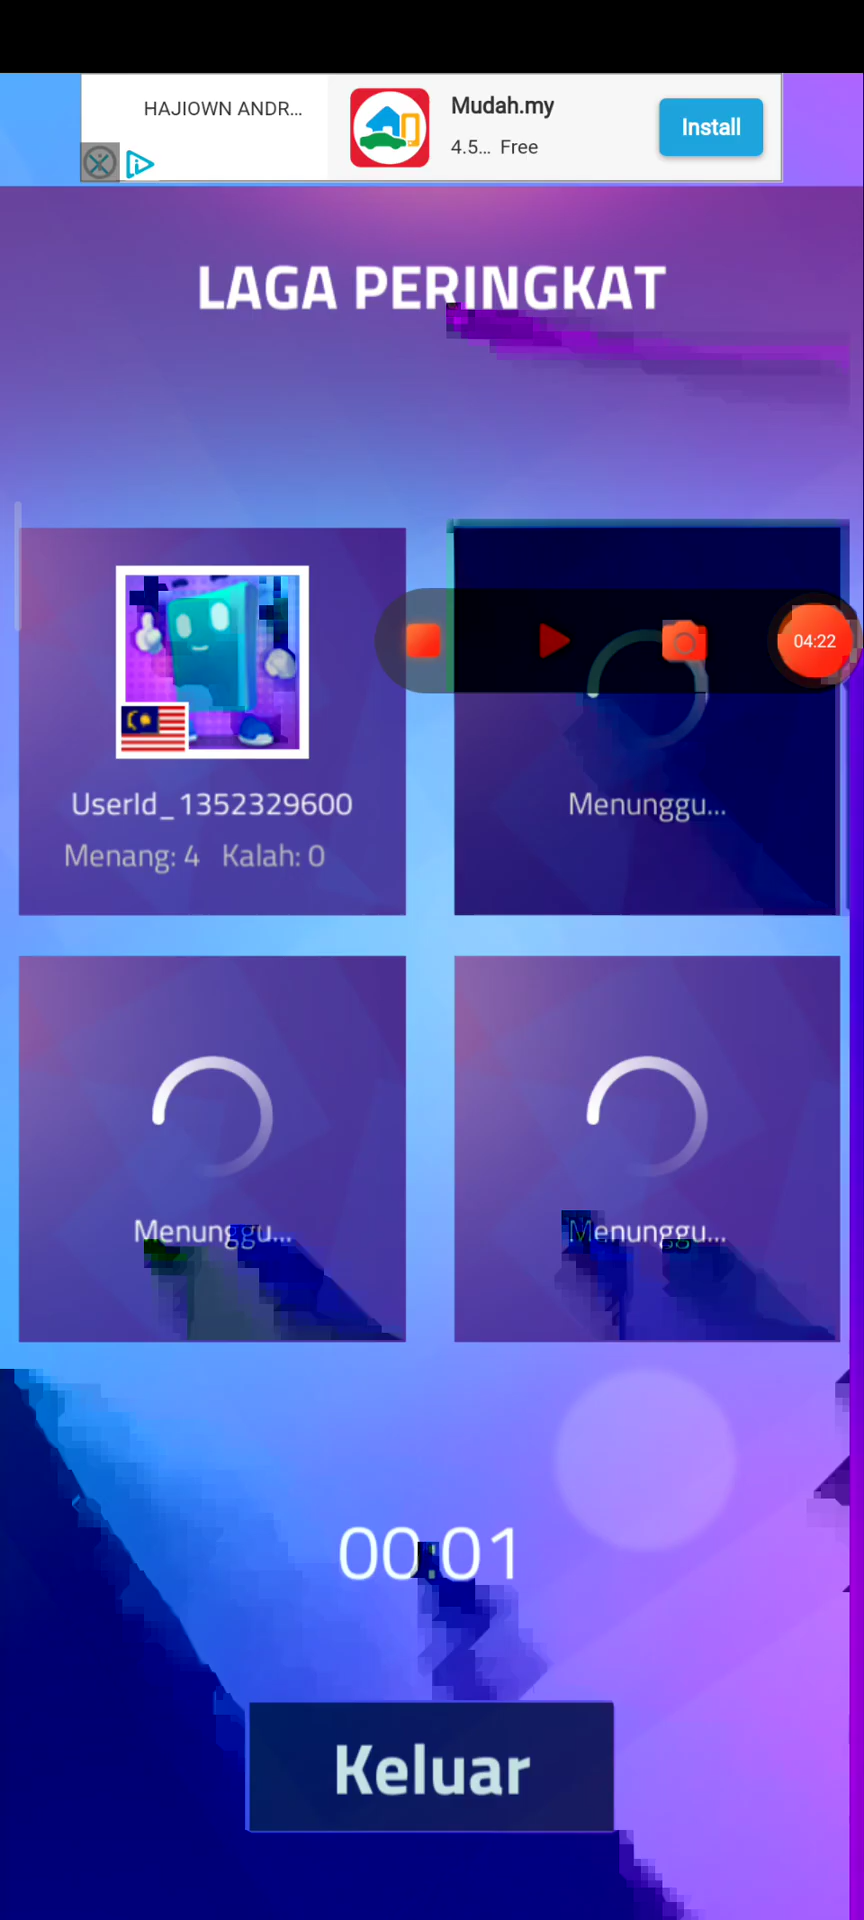 HAJIOWN ANDR...
Mudah.my
4.5... Free
Install
LAGA PERINGKAT
04:22
UserId_1352329600
Menunggu...
Menang: 4 Kalah: 0
Menunggu...
Menunggu...
00:01
Keluar